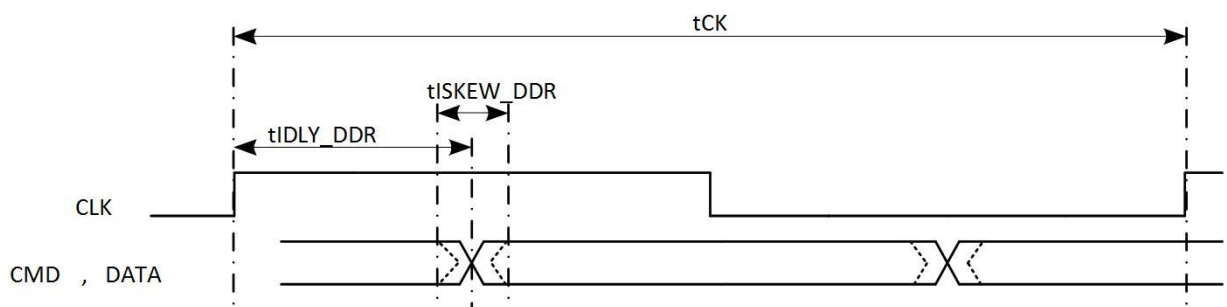 tCK
tISKEW_DDR
tIDLY_DDR
CLK
CMD , DATA